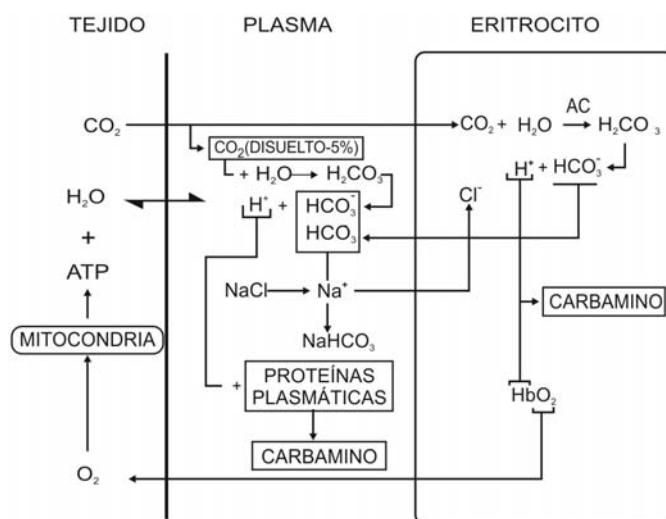 TEJIDO
PLASMA
ERITROCITO
CO₂
CO₂ + H₂O
AC
H₂CO₃
CO₂(DISUELTO-5%)
+ H₂O
H₂CO₃
H⁺ + HCO₃⁻
H₂O
H⁺ +
HCO₃⁻
HCO₃
Cl⁻
+
ATP
NaCl
Na⁺
CARBAMINO
MITOCONDRIA
NaHCO₃
+
PROTEÍNAS
PLASMÁTICAS
HbO₂
CARBAMINO
O₂